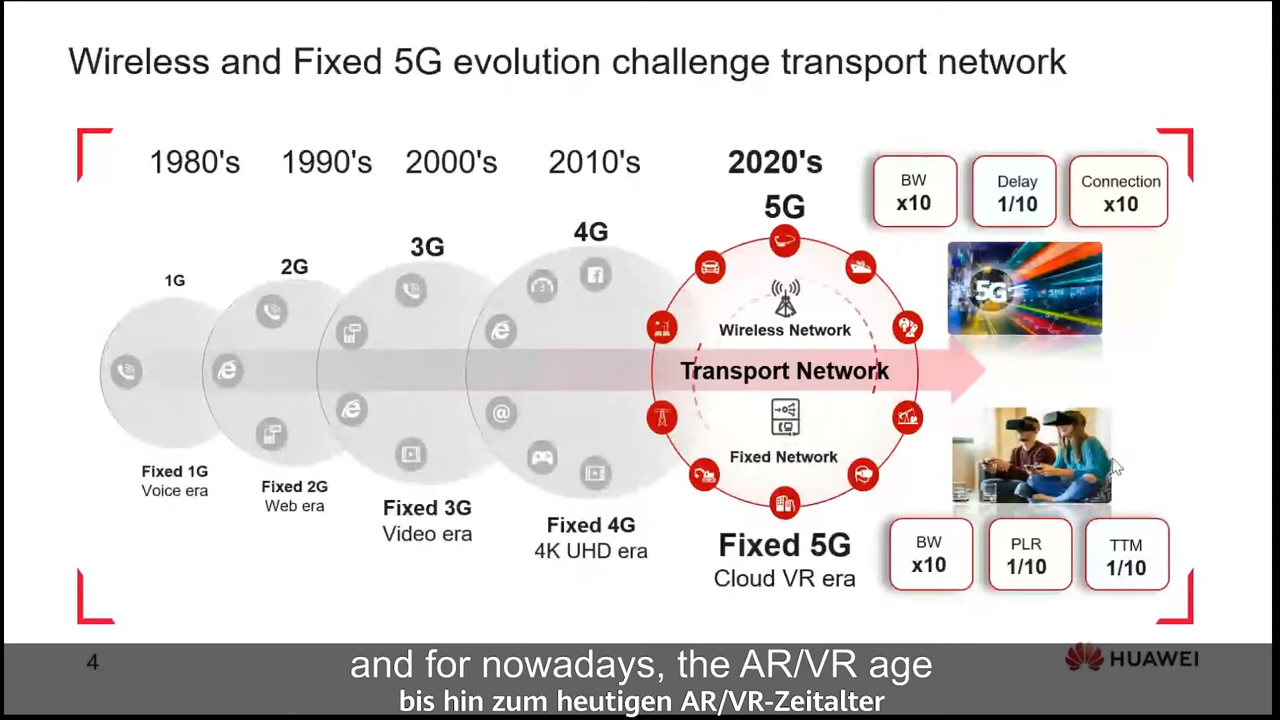 Wireless and Fixed 5G evolution challenge transport network
1980's
1990's
2000's
2010's
2020's
1G
2G
3G
4G
5G
BW
x10
Delay
1/10
Connection
x10
5G
Wireless Network
Transport Network
Fixed Network
Fixed 1G
Voice era
Fixed 2G
Web era
Fixed 3G
Video era
Fixed 4G
4K UHD era
Fixed 5G
Cloud VR era
BW
x10
PLR
1/10
TTM
1/10
4
and for nowadays, the AR/VR age
bis hin zum heutigen AR/VR-Zeitalter
HUAWEI